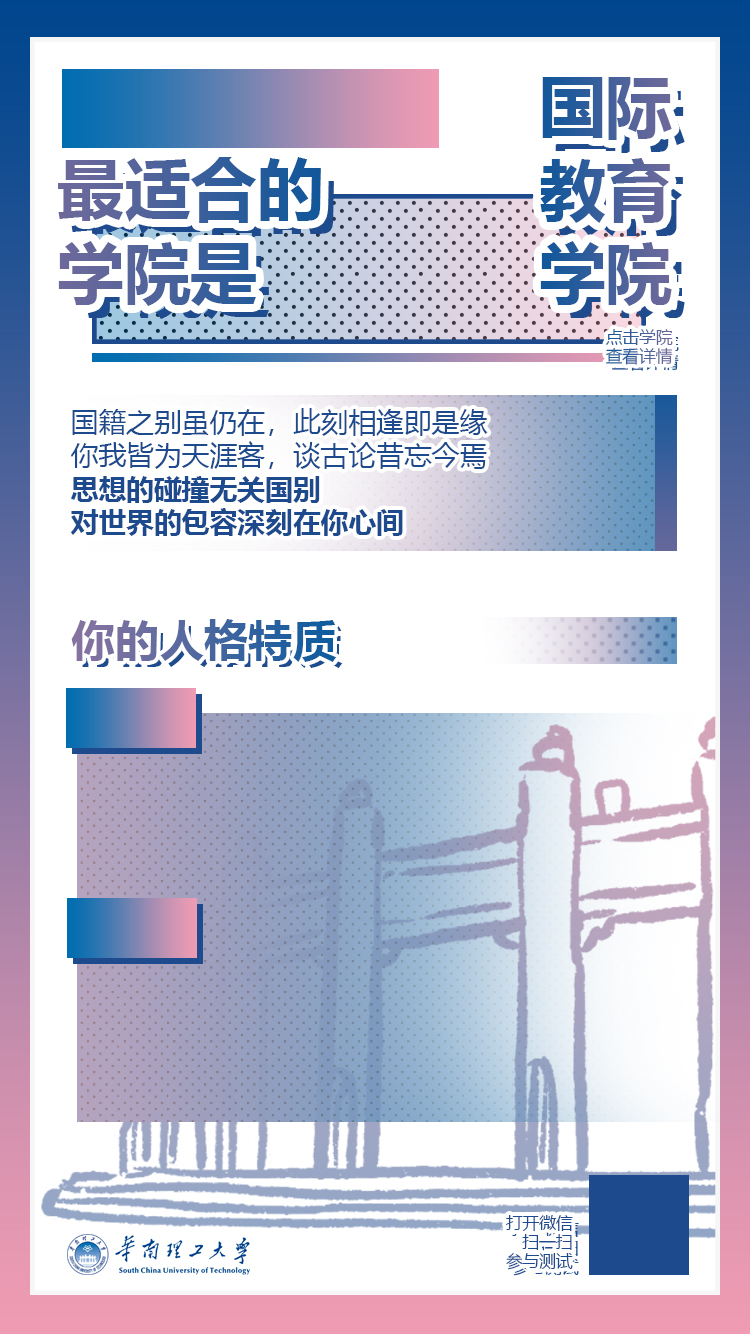 最适合的
学院是
国际
教育
学院
点击学院
查看详情
国籍之别虽仍在，此刻相逢即是缘
你我皆为天涯客，谈古论昔忘今焉
思想的碰撞无关国别
对世界的包容深刻在你心间
你的人格特质
华南理工大学
South China University of Technology
打开微信
扫一扫
参与测试